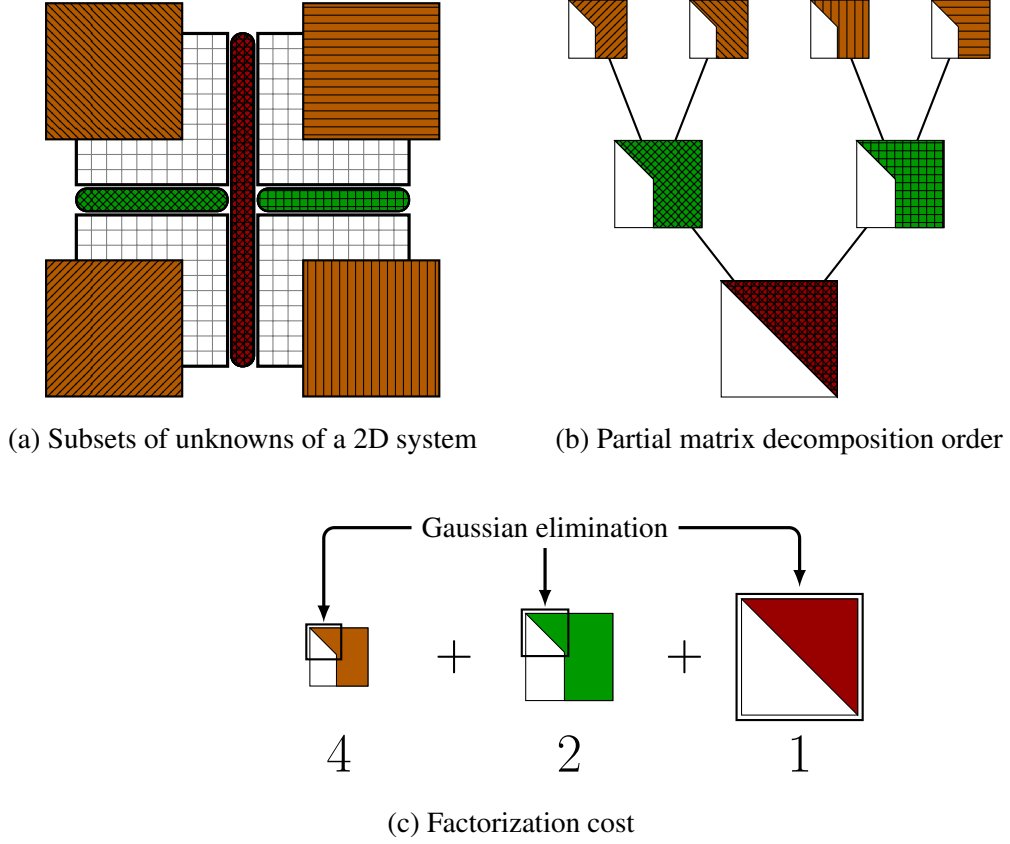 (a) Subsets of unknowns of a 2D system
(b) Partial matrix decomposition order
Gaussian elimination
+ +
4 2 1
(c) Factorization cost